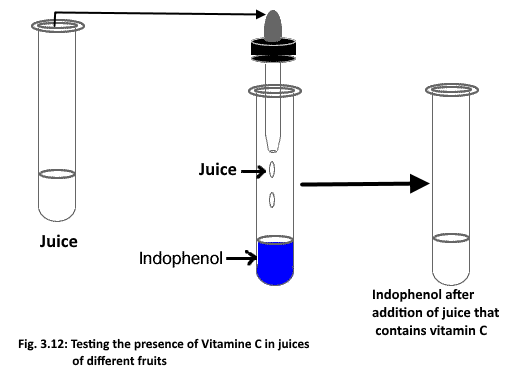 Juice
Juice
Indophenol
Indophenol after
addition of juice that
contains vitamin C
Fig. 3.12: Testing the presence of Vitamine C in juices
of different fruits